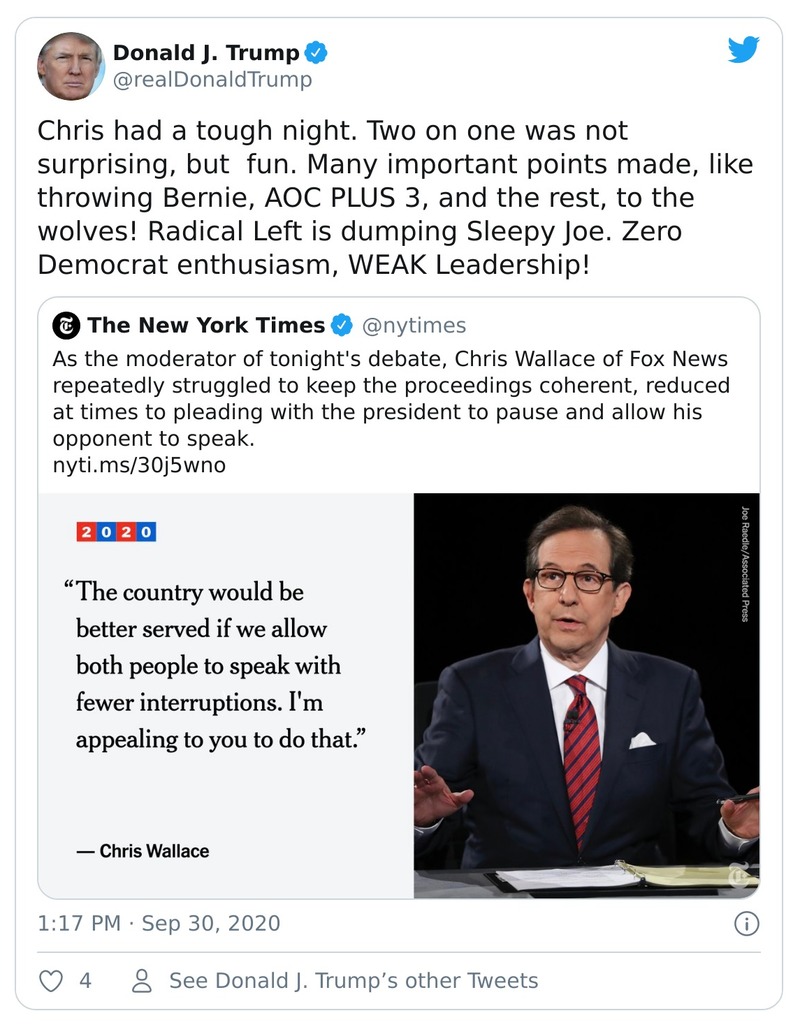 Donald J. Trump
@realDonaldTrump
Chris had a tough night. Two on one was not
surprising, but  fun. Many important points made, like
throwing Bernie, AOC PLUS 3, and the rest, to the
wolves! Radical Left is dumping Sleepy Joe. Zero
Democrat enthusiasm, WEAK Leadership!
The New York Times @nytimes
As the moderator of tonight's debate, Chris Wallace of Fox News
repeatedly struggled to keep the proceedings coherent, reduced
at times to pleading with the president to pause and allow his
opponent to speak.
nyti.ms/30j5wno
2020
“The country would be
better served if we allow
both people to speak with
fewer interruptions. I'm
appealing to you to do that.”
— Chris Wallace
Joe Raedle/Associated Press
1:17 PM · Sep 30, 2020
4 See Donald J. Trump’s other Tweets